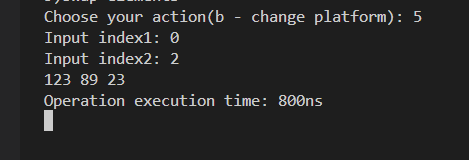 Choose your action(b - change platform): 5
Input index1: 0
Input index2: 2
123 89 23
Operation execution time: 800ns